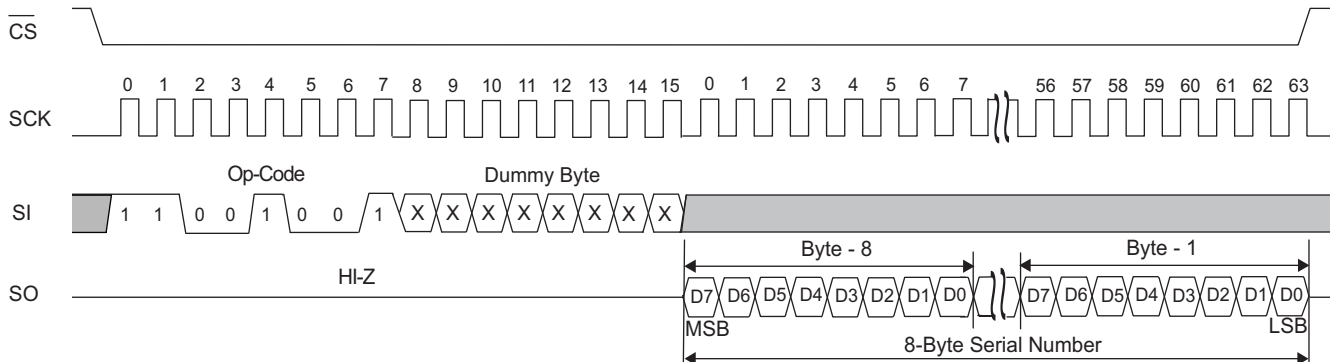 CS
0 1 2 3 4 5 6 7 8 9 10 11 12 13 14 15 0 1 2 3 4 5 6 7 56 57 58 59 60 61 62 63
SCK
Op-Code Dummy Byte
SI 1 1 0 0 1 0 0 1 X X X X X X X X
Byte - 8 Byte - 1
HI-Z
SO D7 D6 D5 D4 D3 D2 D1 D0 D7 D6 D5 D4 D3 D2 D1 D0
MSB LSB
8-Byte Serial Number